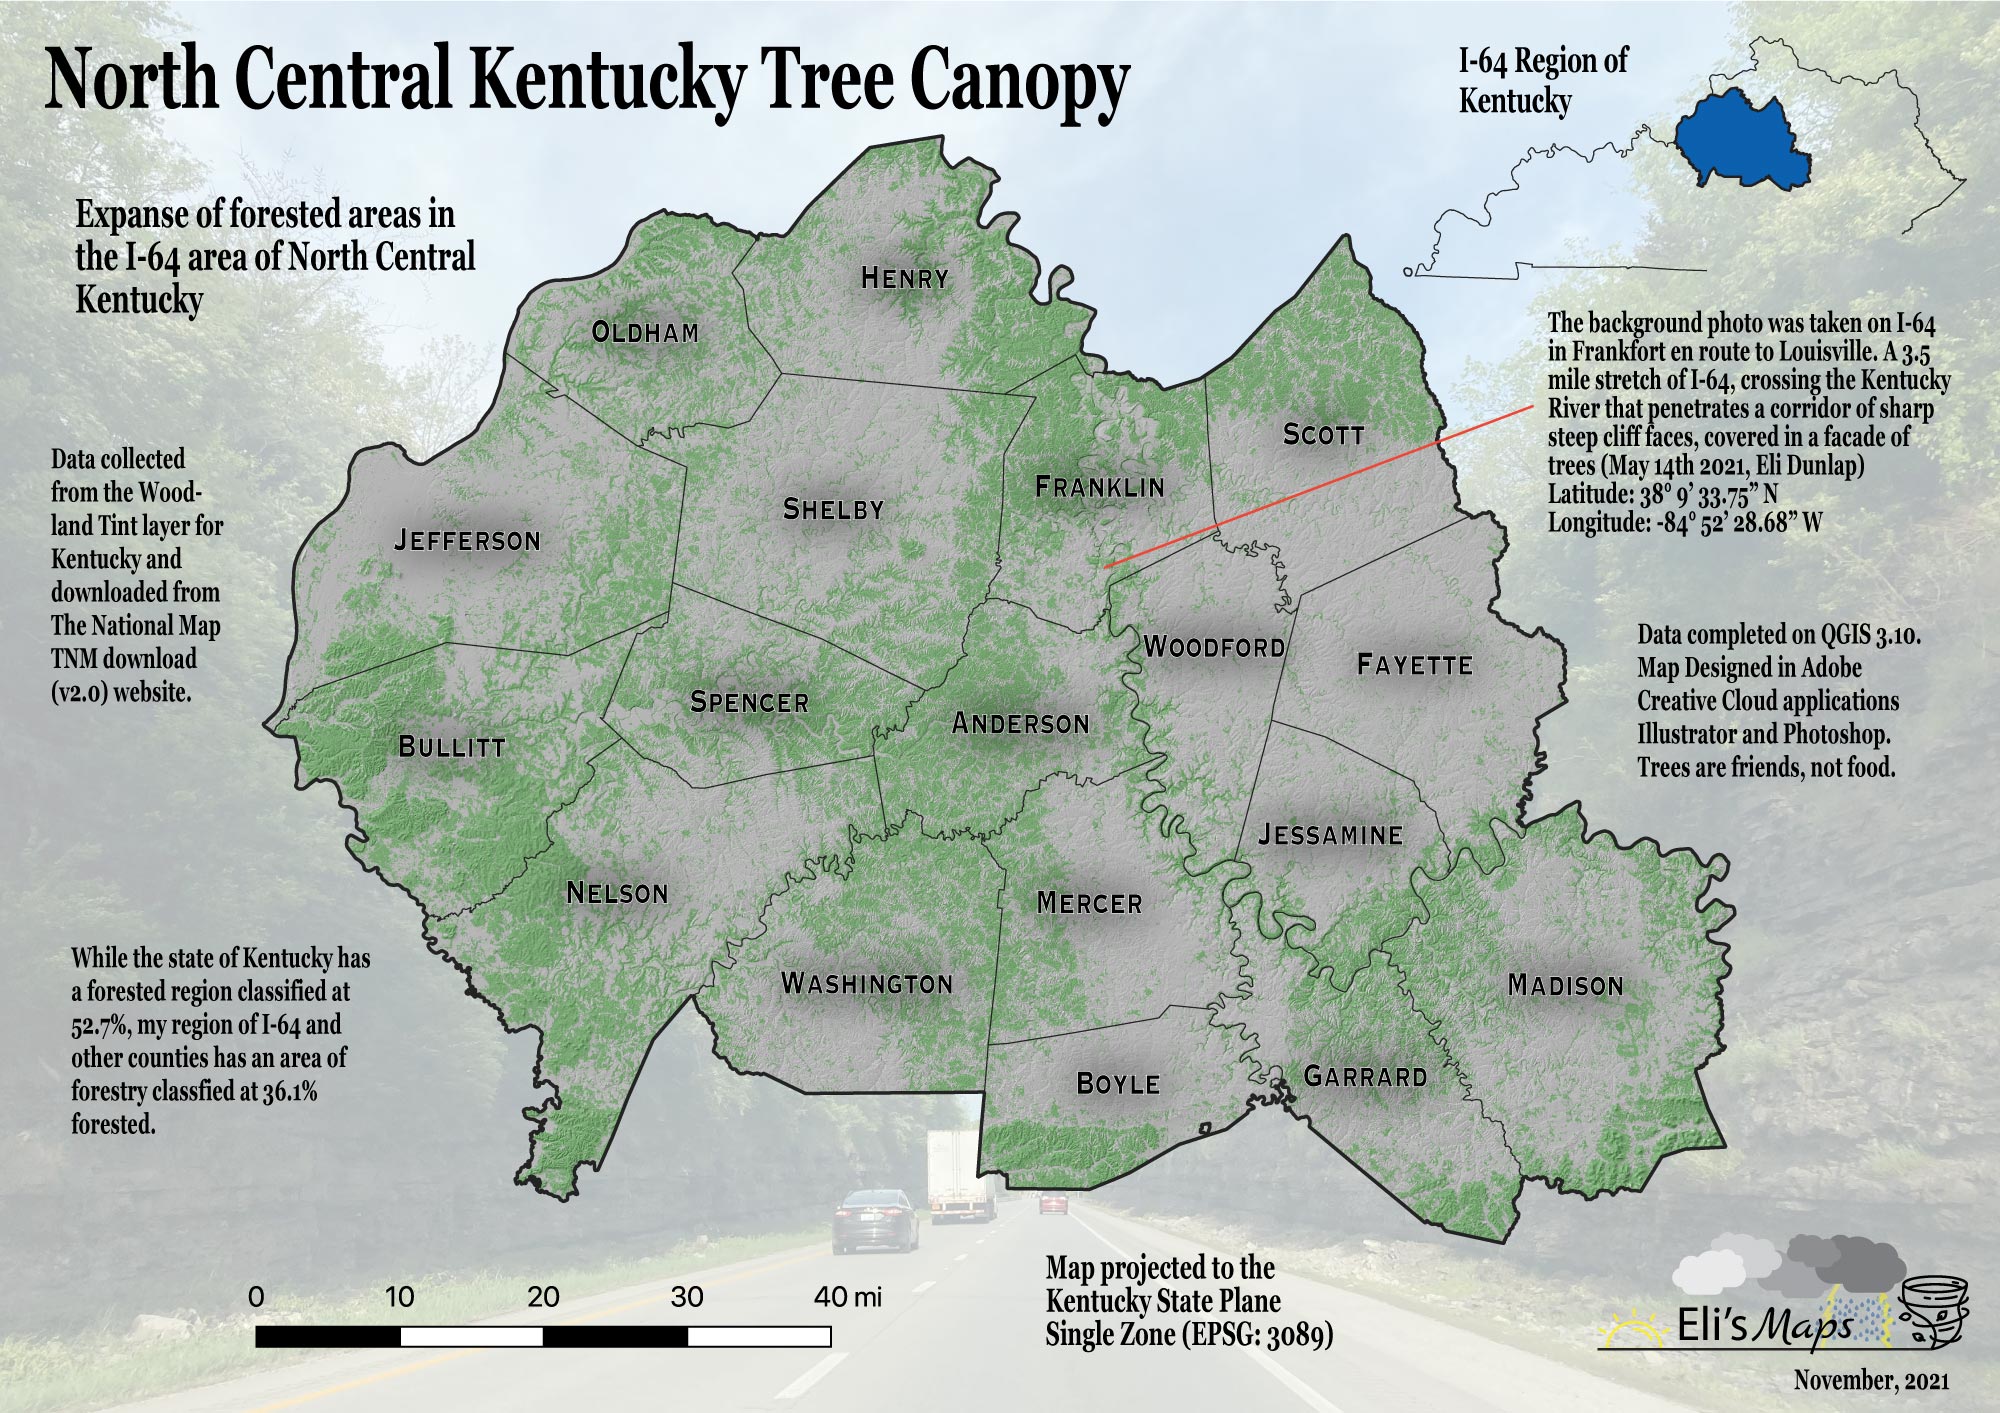 North Central Kentucky Tree Canopy
I-64 Region of
Kentucky
Expanse of forested areas in
the I-64 area of North Central
Kentucky
The background photo was taken on I-64
in Frankfort en route to Louisville. A 3.5
mile stretch of I-64, crossing the Kentucky
River that penetrates a corridor of sharp
steep cliff faces, covered in a facade of
trees (May 14th 2021, Eli Dunlap)
Latitude: 38° 9' 33.75" N
Longitude: -84° 52' 28.68" W
Data collected
from the Wood-
land Tint layer for
Kentucky and
downloaded from
The National Map
TNM download
(v2.0) website.
HENRY
OLDHAM
SCOTT
FRANKLIN
SHELBY
JEFFERSON
WOODFORD
FAYETTE
SPENCER
ANDERSON
BULLITT
JESSAMINE
NELSON
MERCER
WASHINGTON
MADISON
BOYLE
GARRARD
Data completed on QGIS 3.10.
Map Designed in Adobe
Creative Cloud applications
Illustrator and Photoshop.
Trees are friends, not food.
While the state of Kentucky has
a forested region classified at
52.7%, my region of I-64 and
other counties has an area of
forestry classfied at 36.1%
forested.
0 10 20 30 40 mi
Map projected to the
Kentucky State Plane
Single Zone (EPSG: 3089)
Eli's Maps
November, 2021